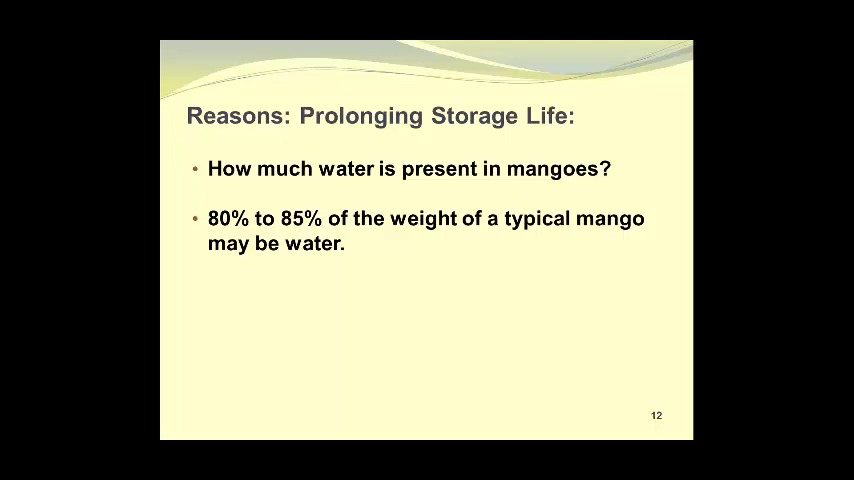 Reasons: Prolonging Storage Life:
• How much water is present in mangoes?
• 80% to 85% of the weight of a typical mango
may be water.
12